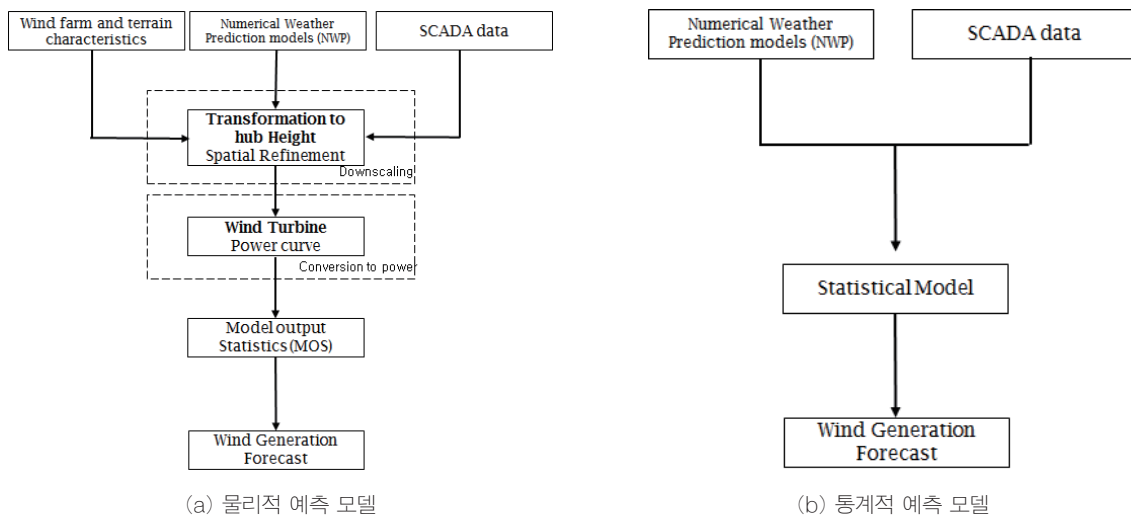 Wind farm and terrain
characteristics
Numerical Weather
Prediction models (NWP)
SCADA data
Transformation to
hub Height
Spatial Refinement
Downscaling
Wind Turbine
Power curve
Conversion to power
Model output
Statistics (MOS)
Wind Generation
Forecast
(a) 물리적 예측 모델
Numerical Weather
Prediction models (NWP)
SCADA data
Statistical Model
Wind Generation
Forecast
(b) 통계적 예측 모델